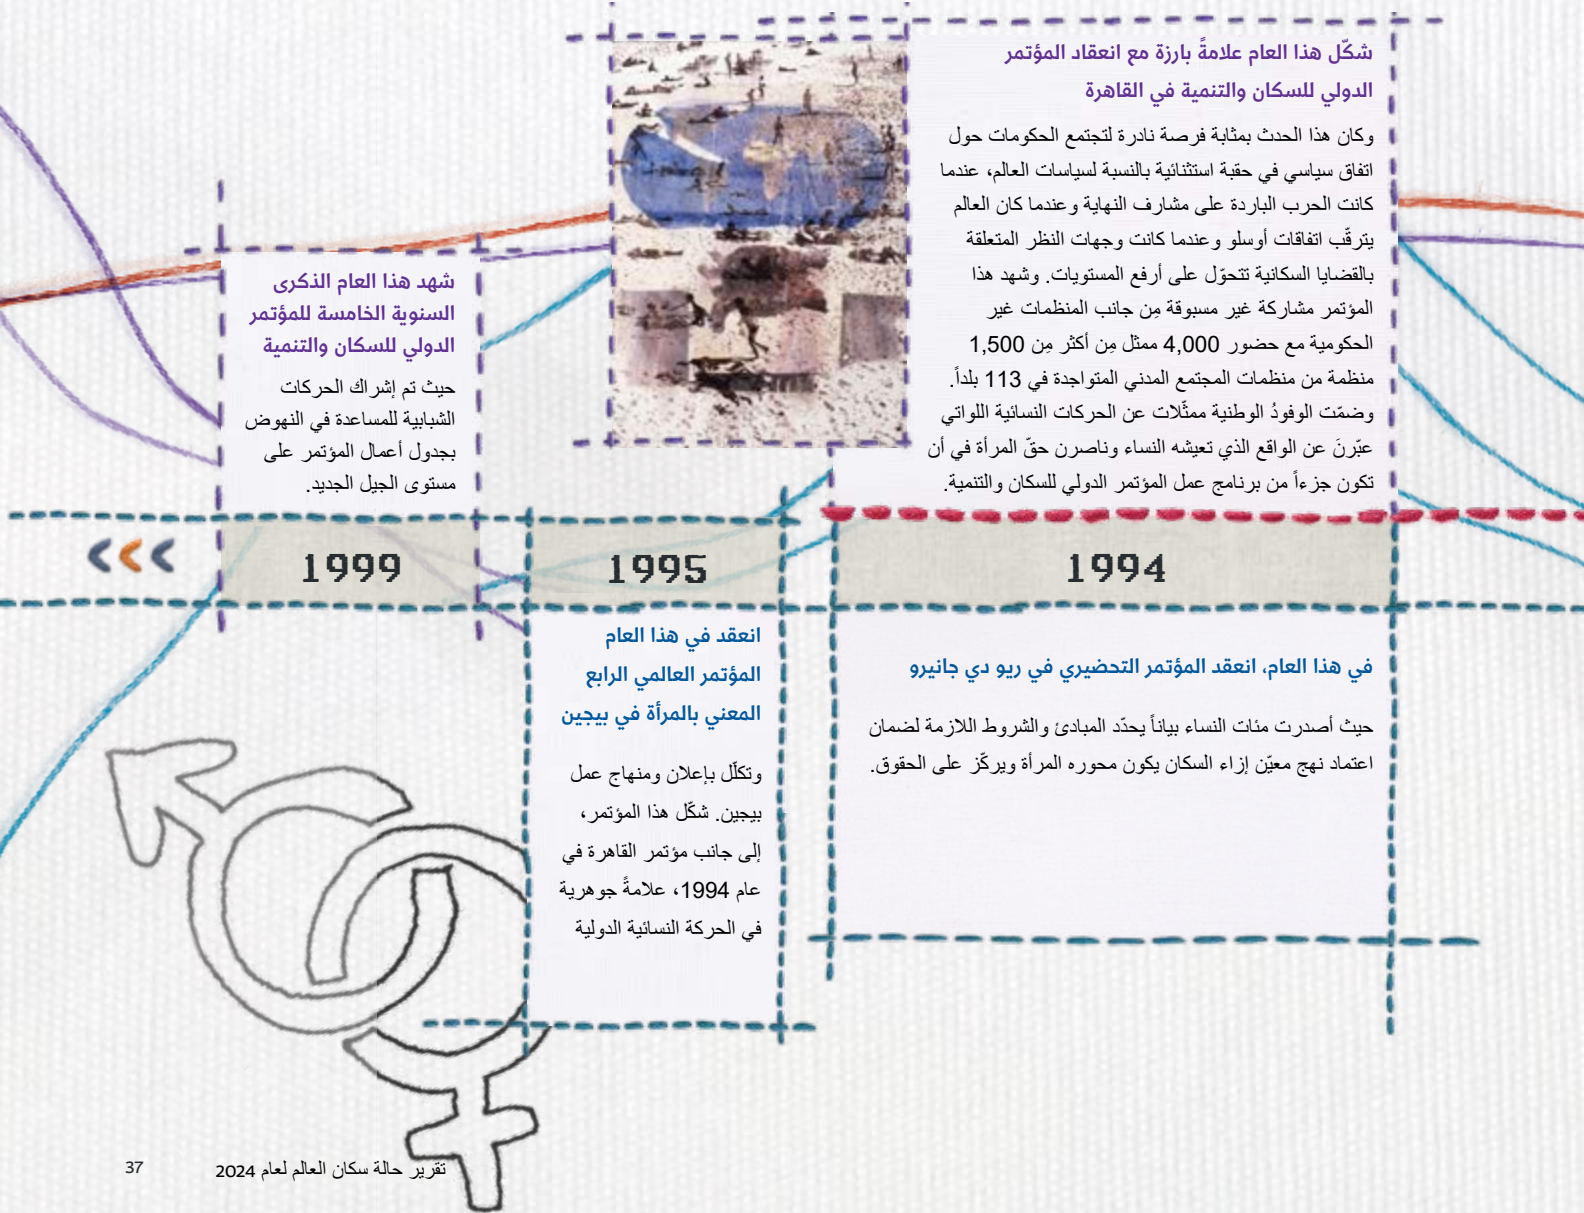 شكّل هذا العام علامةً بارزة مع انعقاد المؤتمر
الدولي للسكان والتنمية في القاهرة
وكان هذا الحدث بمثابة فرصة نادرة لتجتمع الحكومات حول
اتفاق سياسي في حقبة استثنائية بالنسبة لسياسات العالم، عندما
كانت الحرب الباردة على مشارف النهاية وعندما كان العالم
يترقّب اتفاقات أوسلو وعندما كانت وجهات النظر المتعلقة
بالقضايا السكانية تتحوّل على أرفع المستويات. وشهد هذا
المؤتمر مشاركة غير مسبوقة مِن جانب المنظمات غير
الحكومية مع حضور 4,000 ممثل مِن أكثر مِن 1,500
منظمة من منظمات المجتمع المدني المتواجدة في 113 بلداً.
وضمّت الوفودُ الوطنية ممثّلات عن الحركات النسائية اللواتي
عبّرنَ عن الواقع الذي تعيشه النساء وناصرن حقّ المرأة في أن
تكون جزءاً من برنامج عمل المؤتمر الدولي للسكان والتنمية.
1994
في هذا العام، انعقد المؤتمر التحضيري في ريو دي جانيرو
حيث أصدرت مئات النساء بياناً يحدّد المبادئ والشروط اللازمة لضمان
اعتماد نهج معيّن إزاء السكان يكون محوره المرأة ويركّز على الحقوق.
1995
انعقد في هذا العام
المؤتمر العالمي الرابع
المعني بالمرأة في بيجين
وتكلّل بإعلان ومنهاج عمل
بيجين. شكّل هذا المؤتمر،
إلى جانب مؤتمر القاهرة في
عام 1994، علامةً جوهرية
في الحركة النسائية الدولية
شهد هذا العام الذكرى
السنوية الخامسة للمؤتمر
الدولي للسكان والتنمية
حيث تم إشراك الحركات
الشبابية للمساعدة في النهوض
بجدول أعمال المؤتمر على
مستوى الجيل الجديد.
1999
تقرير حالة سكان العالم لعام 2024
37